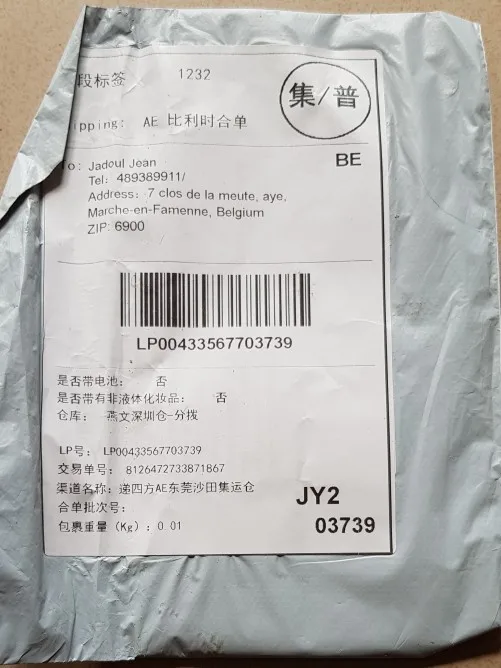 段标签 1232
集/普
pping: AE 比利时合单
To: Jadoul Jean
BE
Tel: 489389911/
Address: 7 clos de la meute, aye,
Marche-en-Famenne, Belgium
ZIP: 6900
LP00433567703739
是否带电池: 否
是否带有非液体化妆品: 否
仓库: 燕文深圳仓-分拨
LP号: LP00433567703739
交易单号: 8126472733871867
渠道名称: 递四方AE东莞沙田集运仓
合单批次号:
包裹重量 (Kg): 0.01
JY2
03739